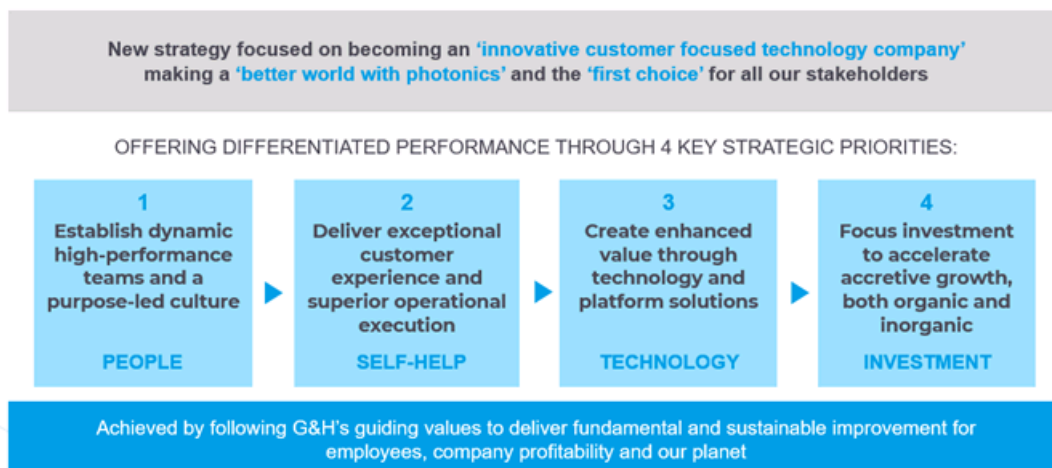 New strategy focused on becoming an ‘innovative customer focused technology company’
making a ‘better world with photonics’ and the ‘first choice’ for all our stakeholders
OFFERING DIFFERENTIATED PERFORMANCE THROUGH 4 KEY STRATEGIC PRIORITIES:
1
Establish dynamic
high-performance
teams and a
purpose-led culture
PEOPLE
2
Deliver exceptional
customer
experience and
superior operational
execution
SELF-HELP
3
Create enhanced
value through
technology and
platform solutions
TECHNOLOGY
4
Focus investment
to accelerate
accretive growth,
both organic and
inorganic
INVESTMENT
Achieved by following G&H’s guiding values to deliver fundamental and sustainable improvement for
employees, company profitability and our planet